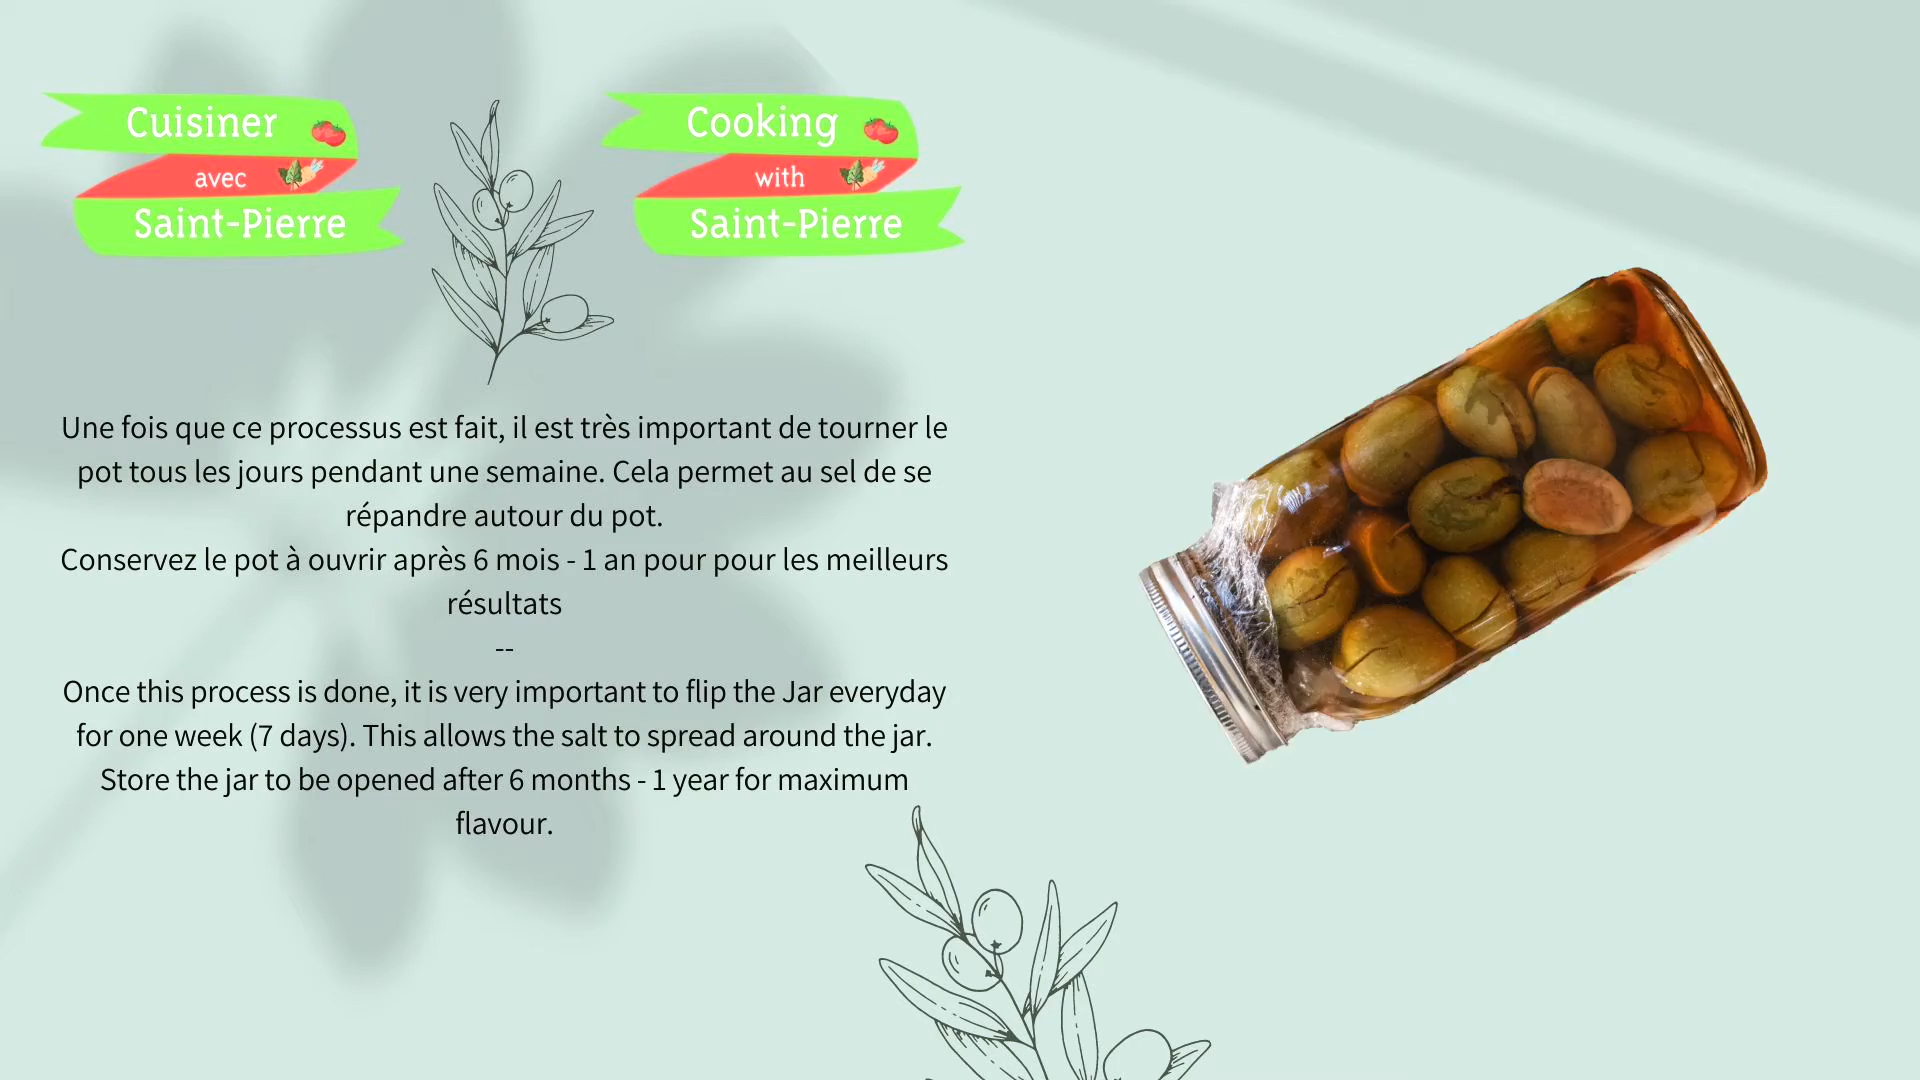 Cuisiner
avec
Saint-Pierre
Cooking
with
Saint-Pierre
Une fois que ce processus est fait, il est très important de tourner le
pot tous les jours pendant une semaine. Cela permet au sel de se
répandre autour du pot.
Conservez le pot à ouvrir après 6 mois - 1 an pour pour les meilleurs
résultats
--
Once this process is done, it is very important to flip the Jar everyday
for one week (7 days). This allows the salt to spread around the jar.
Store the jar to be opened after 6 months - 1 year for maximum
flavour.